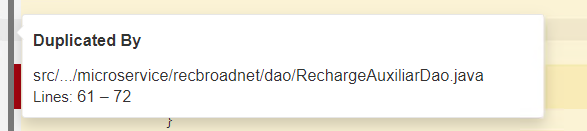 Duplicated By
src/.../microservice/recbroadnet/dao/RechargeAuxiliarDao.java
Lines: 61 – 72
}